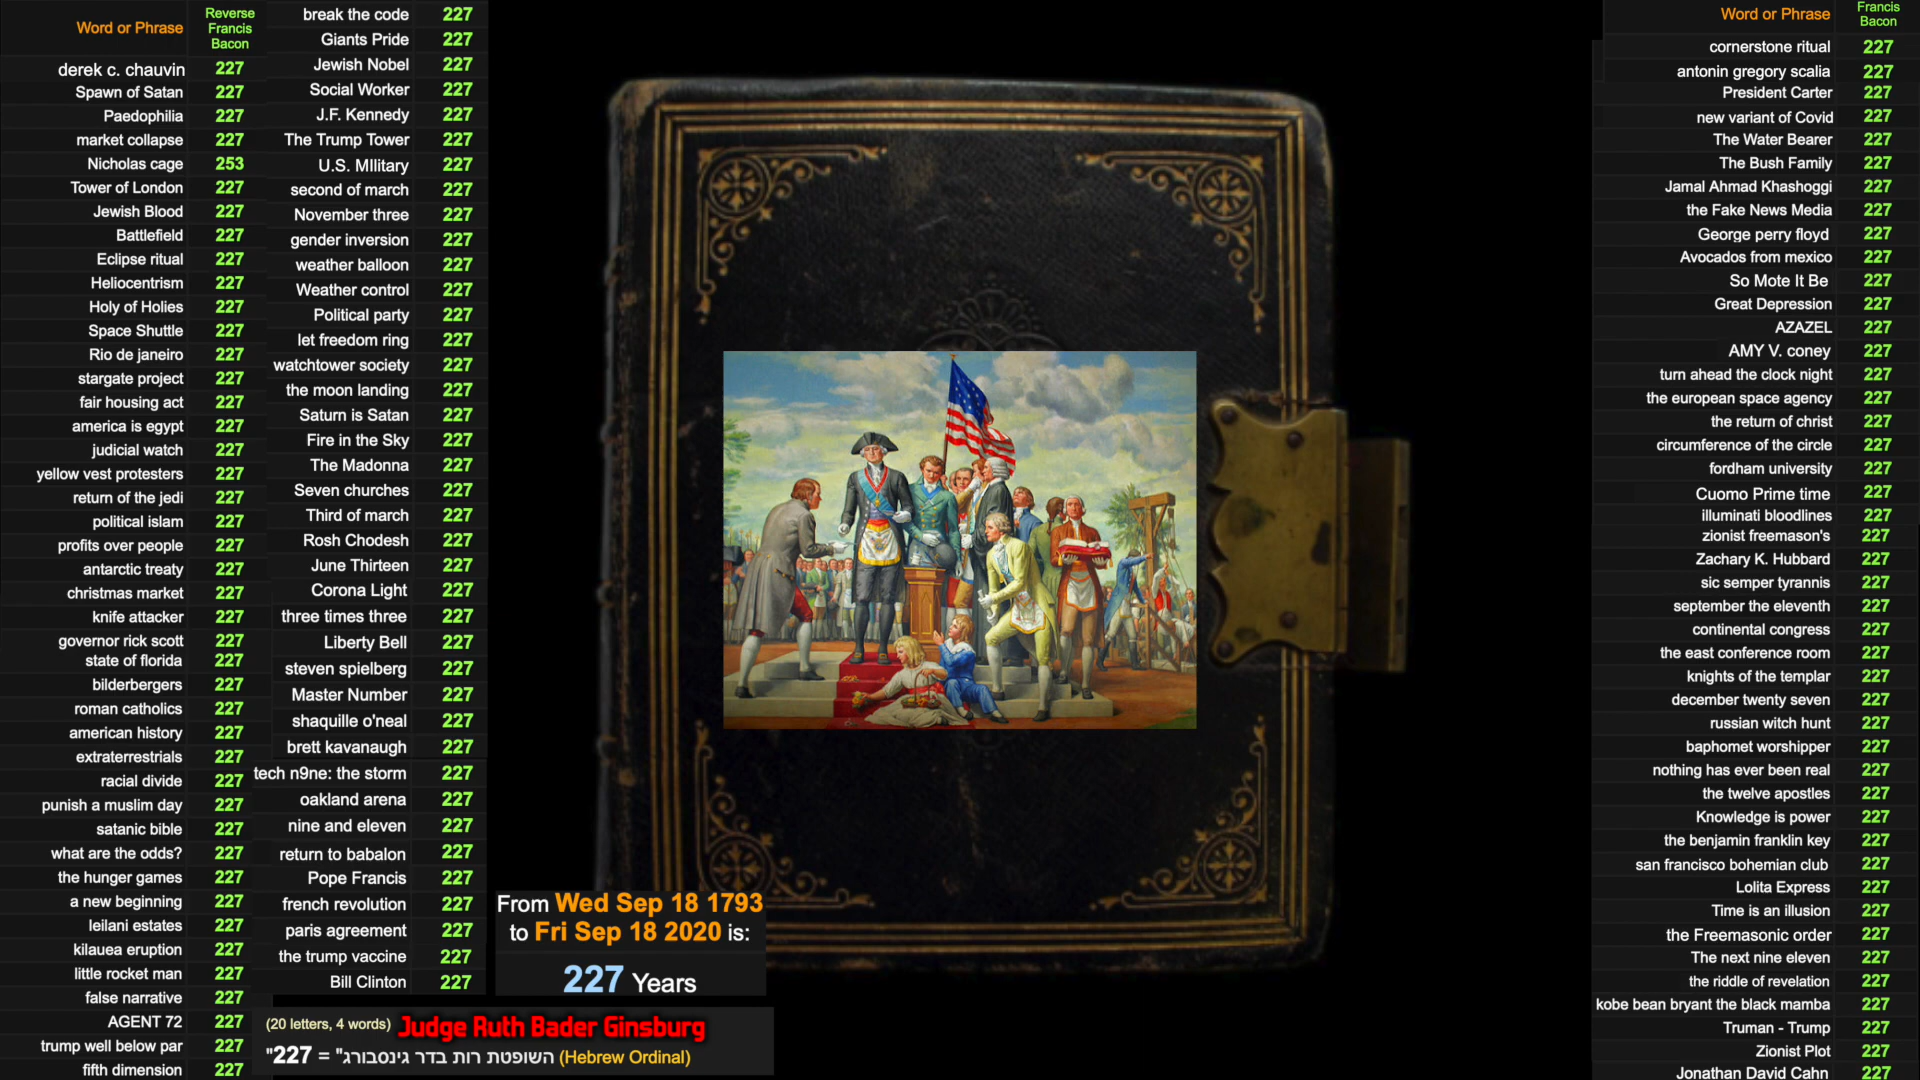 Word or Phrase Reverse Francis Bacon
derek c. chauvin 227
Spawn of Satan 227
Paedophilia 227
market collapse 227
Nicholas cage 253
Tower of London 227
Jewish Blood 227
Battlefield 227
Eclipse ritual 227
Heliocentrism 227
Holy of Holies 227
Space Shuttle 227
Rio de janeiro 227
stargate project 227
fair housing act 227
america is egypt 227
judicial watch 227
yellow vest protesters 227
return of the jedi 227
political islam 227
profits over people 227
antarctic treaty 227
christmas market 227
knife attacker 227
governor rick scott 227
state of florida 227
bilderbergers 227
roman catholics 227
american history 227
extraterrestrials 227
racial divide 227
punish a muslim day 227
satanic bible 227
what are the odds? 227
the hunger games 227
a new beginning 227
leilani estates 227
kilauea eruption 227
little rocket man 227
false narrative 227
AGENT 72 227
trump well below par 227
fifth dimension 227
break the code 227
Giants Pride 227
Jewish Nobel 227
Social Worker 227
J.F. Kennedy 227
The Trump Tower 227
U.S. MIlitary 227
second of march 227
November three 227
gender inversion 227
weather balloon 227
Weather control 227
Political party 227
let freedom ring 227
watchtower society 227
the moon landing 227
Saturn is Satan 227
Fire in the Sky 227
The Madonna 227
Seven churches 227
Third of march 227
Rosh Chodesh 227
June Thirteen 227
Corona Light 227
three times three 227
Liberty Bell 227
steven spielberg 227
Master Number 227
shaquille o'neal 227
brett kavanaugh 227
tech n9ne: the storm 227
oakland arena 227
nine and eleven 227
return to babalon 227
Pope Francis 227
french revolution 227
paris agreement 227
the trump vaccine 227
Bill Clinton 227
From Wed Sep 18 1793
to Fri Sep 18 2020 is:
227 Years
(20 letters, 4 words) Judge Ruth Bader Ginsburg
"227 = "השופטת רות בדר גינסבורג (Hebrew Ordinal)
Word or Phrase Francis Bacon
cornerstone ritual 227
antonin gregory scalia 227
President Carter 227
new variant of Covid 227
The Water Bearer 227
The Bush Family 227
Jamal Ahmad Khashoggi 227
the Fake News Media 227
George perry floyd 227
Avocados from mexico 227
So Mote It Be 227
Great Depression 227
AZAZEL 227
AMY V. coney 227
turn ahead the clock night 227
the european space agency 227
the return of christ 227
circumference of the circle 227
fordham university 227
Cuomo Prime time 227
illuminati bloodlines 227
zionist freemason's 227
Zachary K. Hubbard 227
sic semper tyrannis 227
september the eleventh 227
continental congress 227
the east conference room 227
knights of the templar 227
december twenty seven 227
russian witch hunt 227
baphomet worshipper 227
nothing has ever been real 227
the twelve apostles 227
Knowledge is power 227
the benjamin franklin key 227
san francisco bohemian club 227
Lolita Express 227
Time is an illusion 227
the Freemasonic order 227
The next nine eleven 227
the riddle of revelation 227
kobe bean bryant the black mamba 227
Truman - Trump 227
Zionist Plot 227
Jonathan David Cahn 227